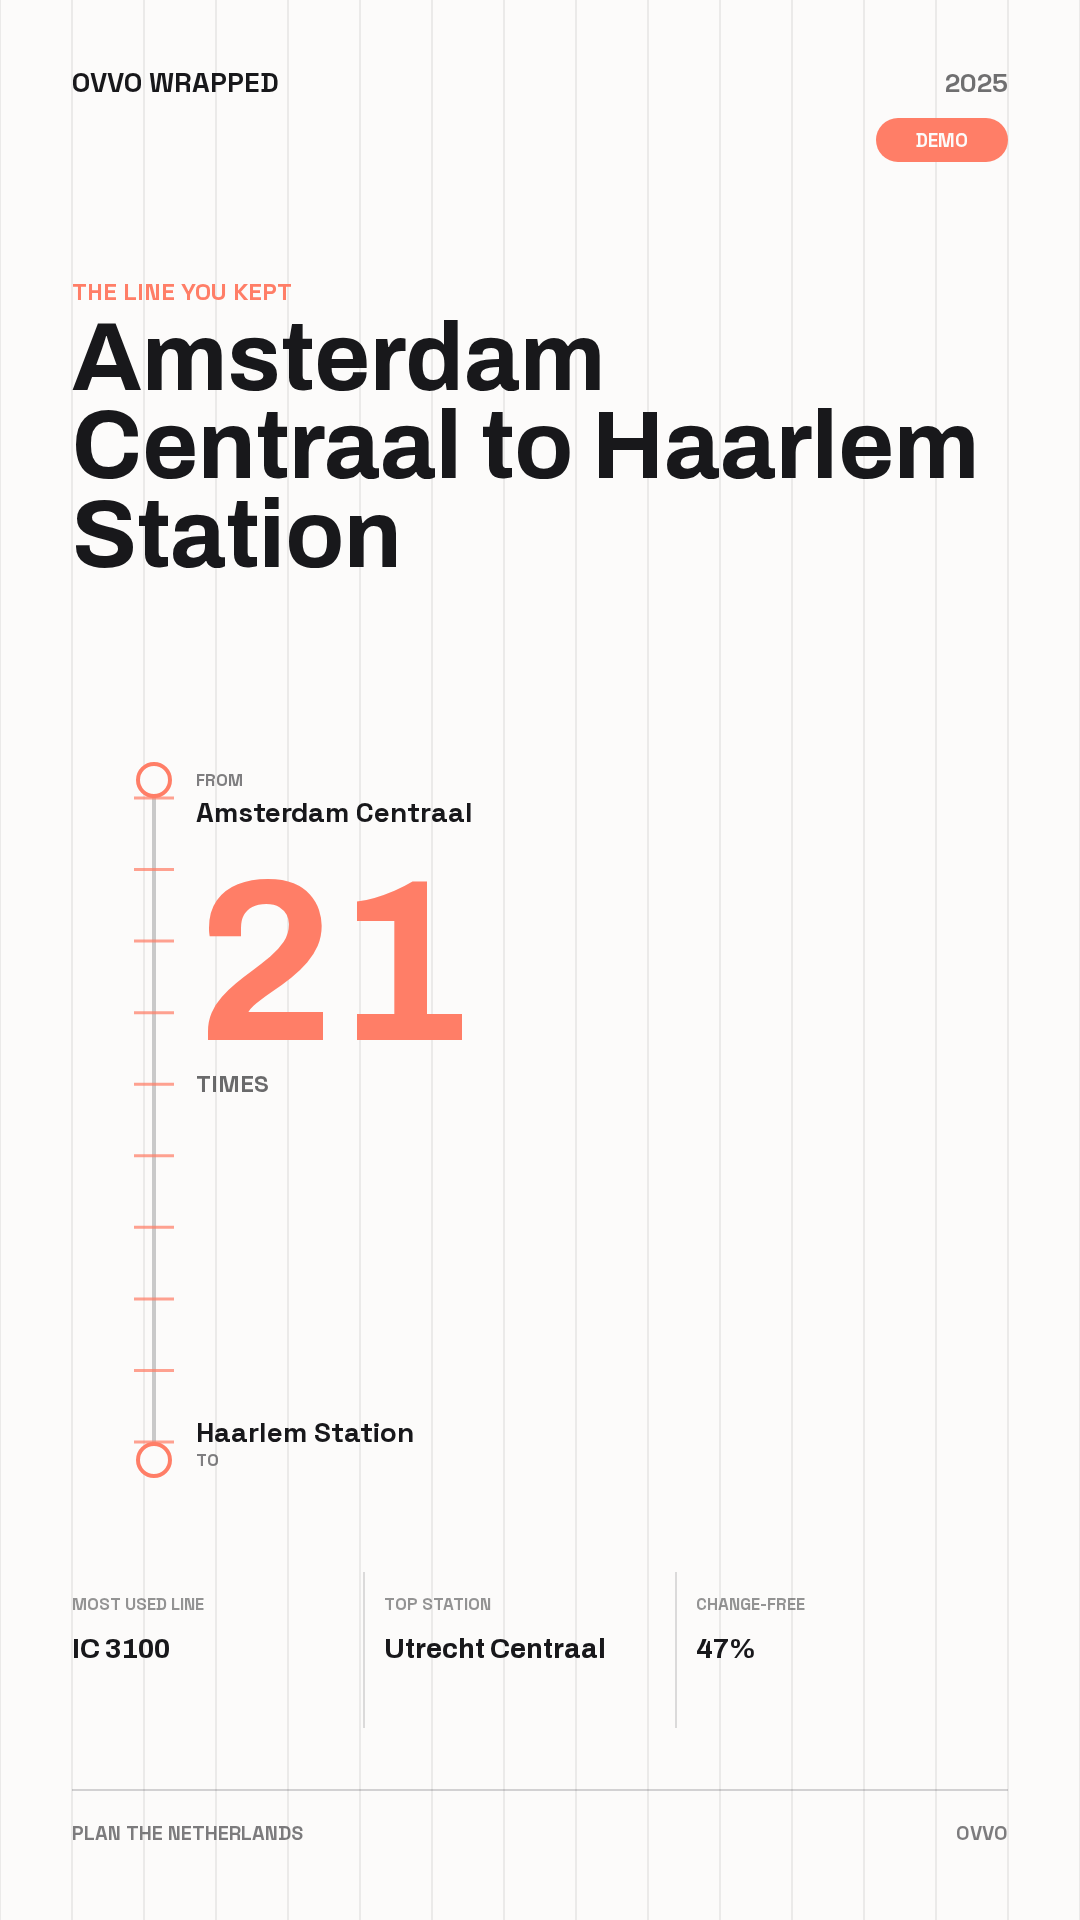 OVVO WRAPPED
2025
DEMO
THE LINE YOU KEPT
Amsterdam
Centraal to Haarlem
Station
FROM
Amsterdam Centraal
21
TIMES
Haarlem Station
TO
MOST USED LINE
IC 3100
TOP STATION
Utrecht Centraal
CHANGE-FREE
47%
PLAN THE NETHERLANDS
OVVO